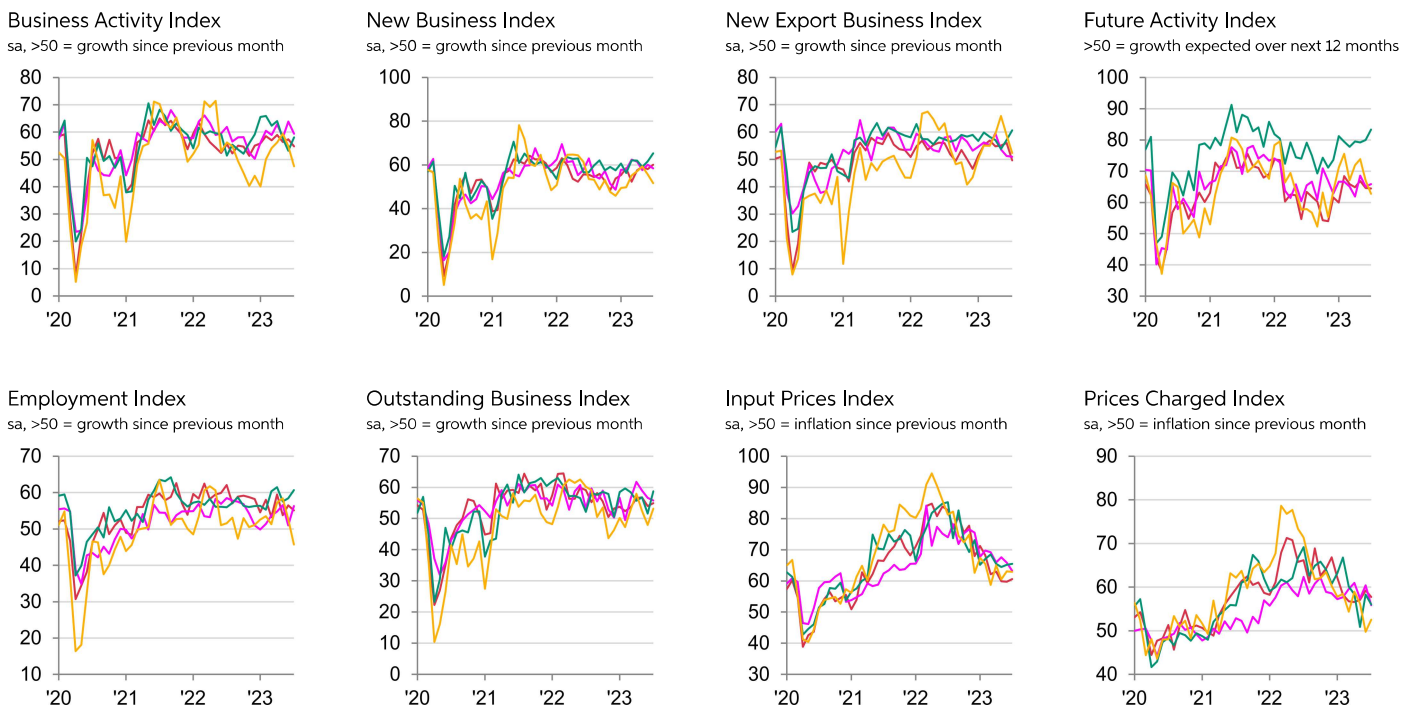 Business Activity Index
sa, >50 = growth since previous month
80
70
60
50
40
30
20
10
0
'20 '21 '22 '23
New Business Index
sa, >50 = growth since previous month
100
80
60
40
20
0
'20 '21 '22 '23
New Export Business Index
sa, >50 = growth since previous month
80
70
60
50
40
30
20
10
0
'20 '21 '22 '23
Future Activity Index
>50 = growth expected over next 12 months
100
90
80
70
60
50
40
30
'20 '21 '22 '23
Employment Index
sa, >50 = growth since previous month
70
60
50
40
30
20
10
'20 '21 '22 '23
Outstanding Business Index
sa, >50 = growth since previous month
70
60
50
40
30
20
10
0
'20 '21 '22 '23
Input Prices Index
sa, >50 = inflation since previous month
100
90
80
70
60
50
40
30
'20 '21 '22 '23
Prices Charged Index
sa, >50 = inflation since previous month
90
80
70
60
50
40
'20 '21 '22 '23